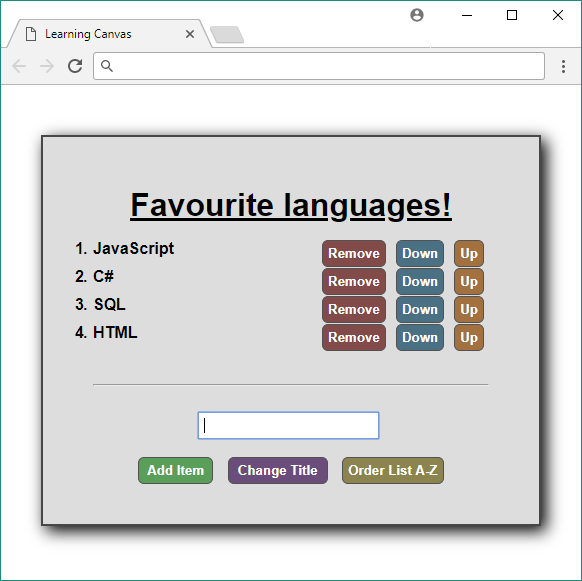 Learning Canvas
Favourite languages!
1. JavaScript Remove Down Up
2. C# Remove Down Up
3. SQL Remove Down Up
4. HTML Remove Down Up
Add Item Change Title Order List A-Z